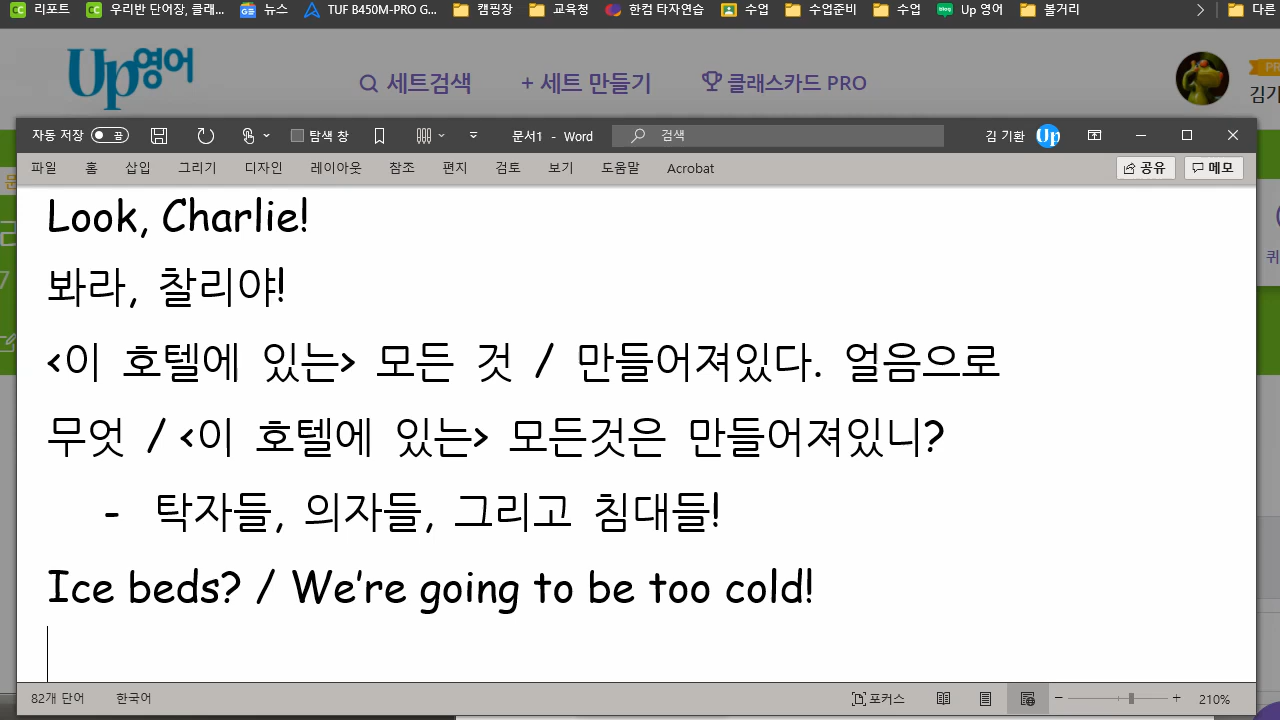 리포트 우리반 단어장, 클래... 뉴스 TUF B450M-PRO G... 캠핑장 교육청 한컴 타자연습 수업 수업준비 수업 Up 영어 볼거리 다른
Up영어 세트검색 + 세트 만들기 클래스카드 PRO
자동 저장 끔 탐색 창 문서1 - Word 검색 김 기환 Up
파일 홈 삽입 그리기 디자인 레이아웃 참조 편지 검토 보기 도움말 Acrobat 공유 메모
Look, Charlie!
봐라, 찰리야!
<이 호텔에 있는> 모든 것 / 만들어져있다. 얼음으로
무엇 / <이 호텔에 있는> 모든것은 만들어져있니?
- 탁자들, 의자들, 그리고 침대들!
Ice beds? / We're going to be too cold!
82개 단어 한국어 포커스 210%